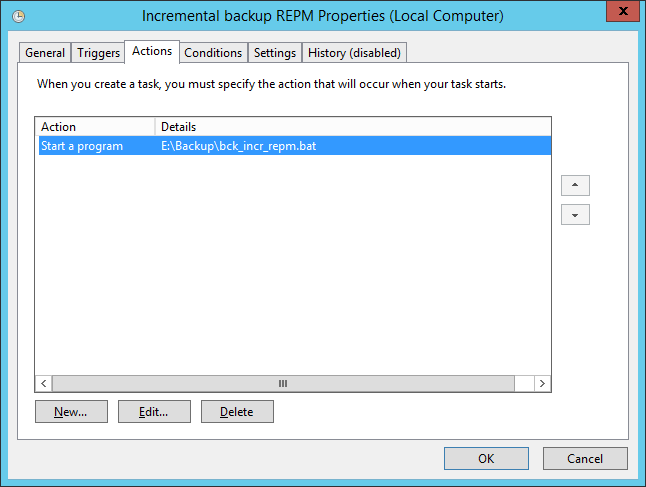 Incremental backup REPM Properties (Local Computer)
X
General Triggers Actions Conditions Settings History (disabled)
When you create a task, you must specify the action that will occur when your task starts.
Action Details
Start a program E:\Backup\bck_incr_repm.bat
New... Edit... Delete
OK Cancel